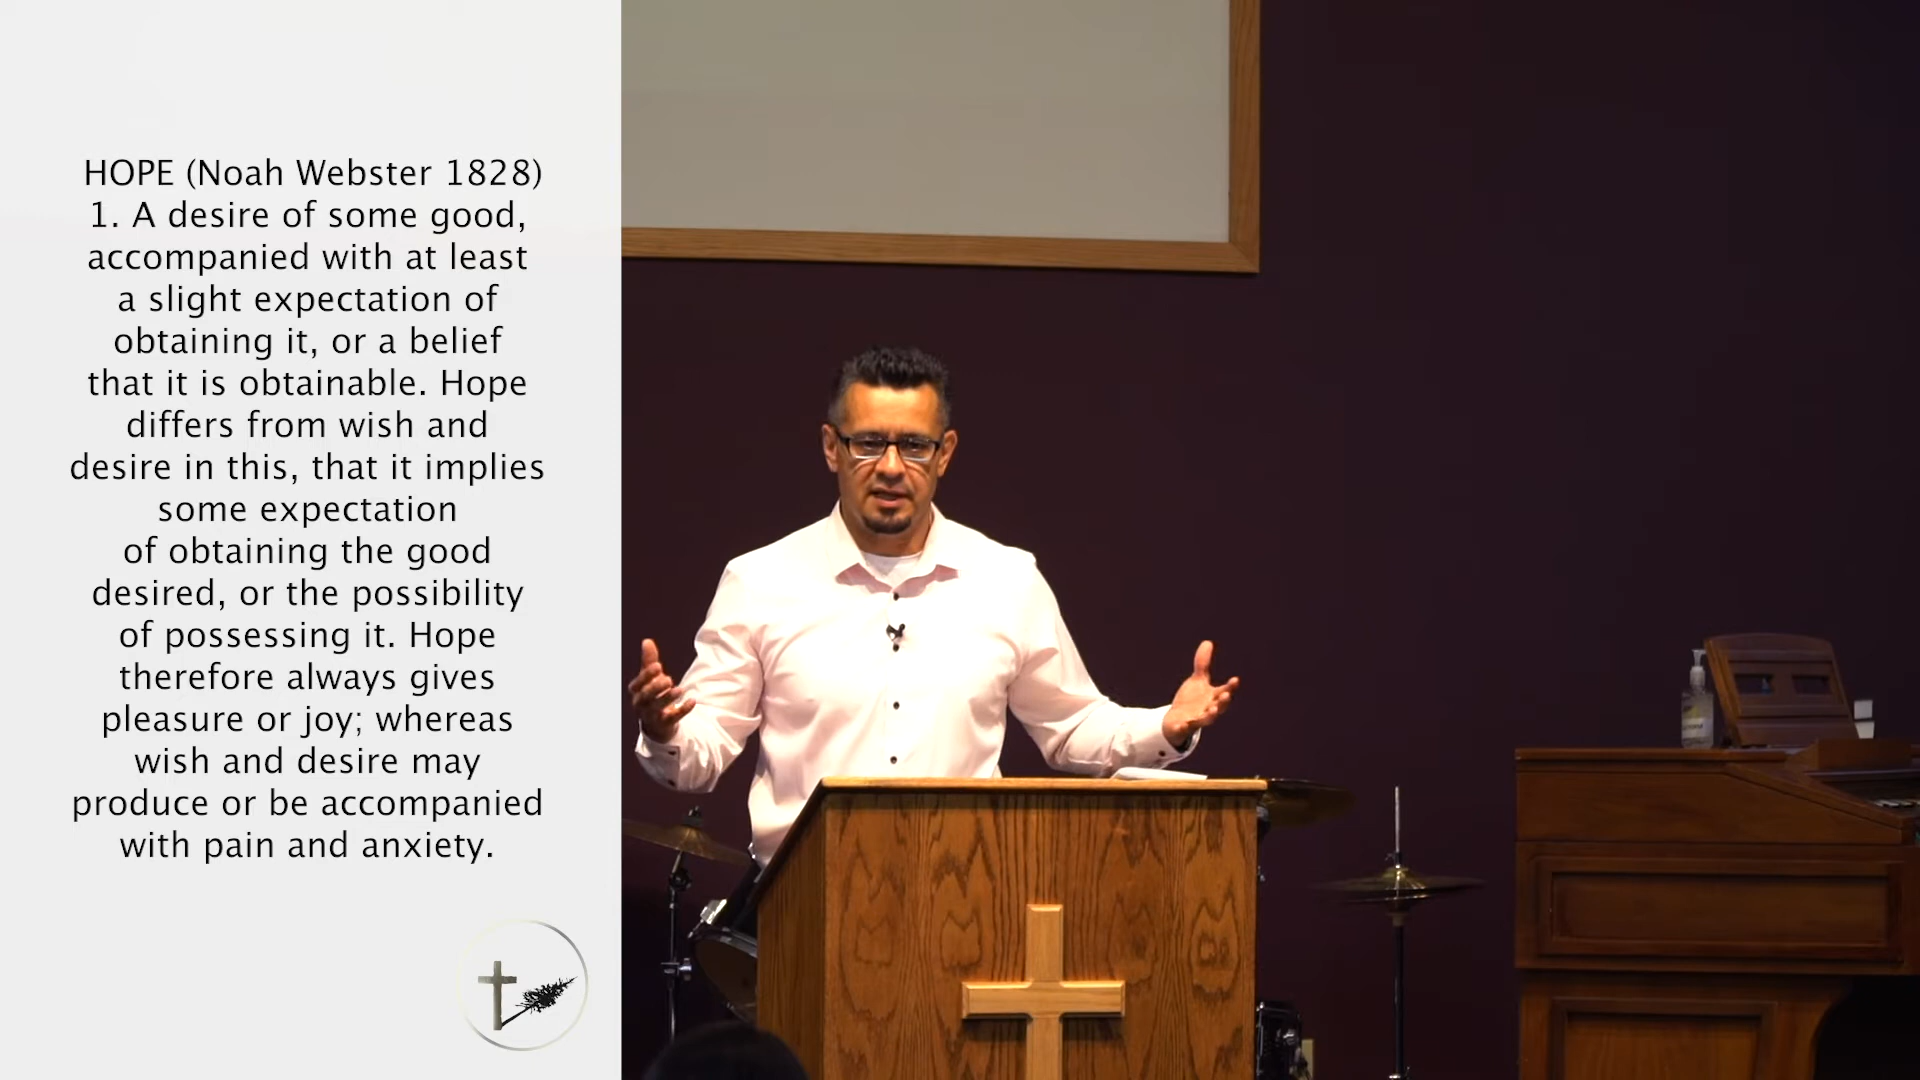 HOPE (Noah Webster 1828)
1. A desire of some good,
accompanied with at least
a slight expectation of
obtaining it, or a belief
that it is obtainable. Hope
differs from wish and
desire in this, that it implies
some expectation
of obtaining the good
desired, or the possibility
of possessing it. Hope
therefore always gives
pleasure or joy; whereas
wish and desire may
produce or be accompanied
with pain and anxiety.